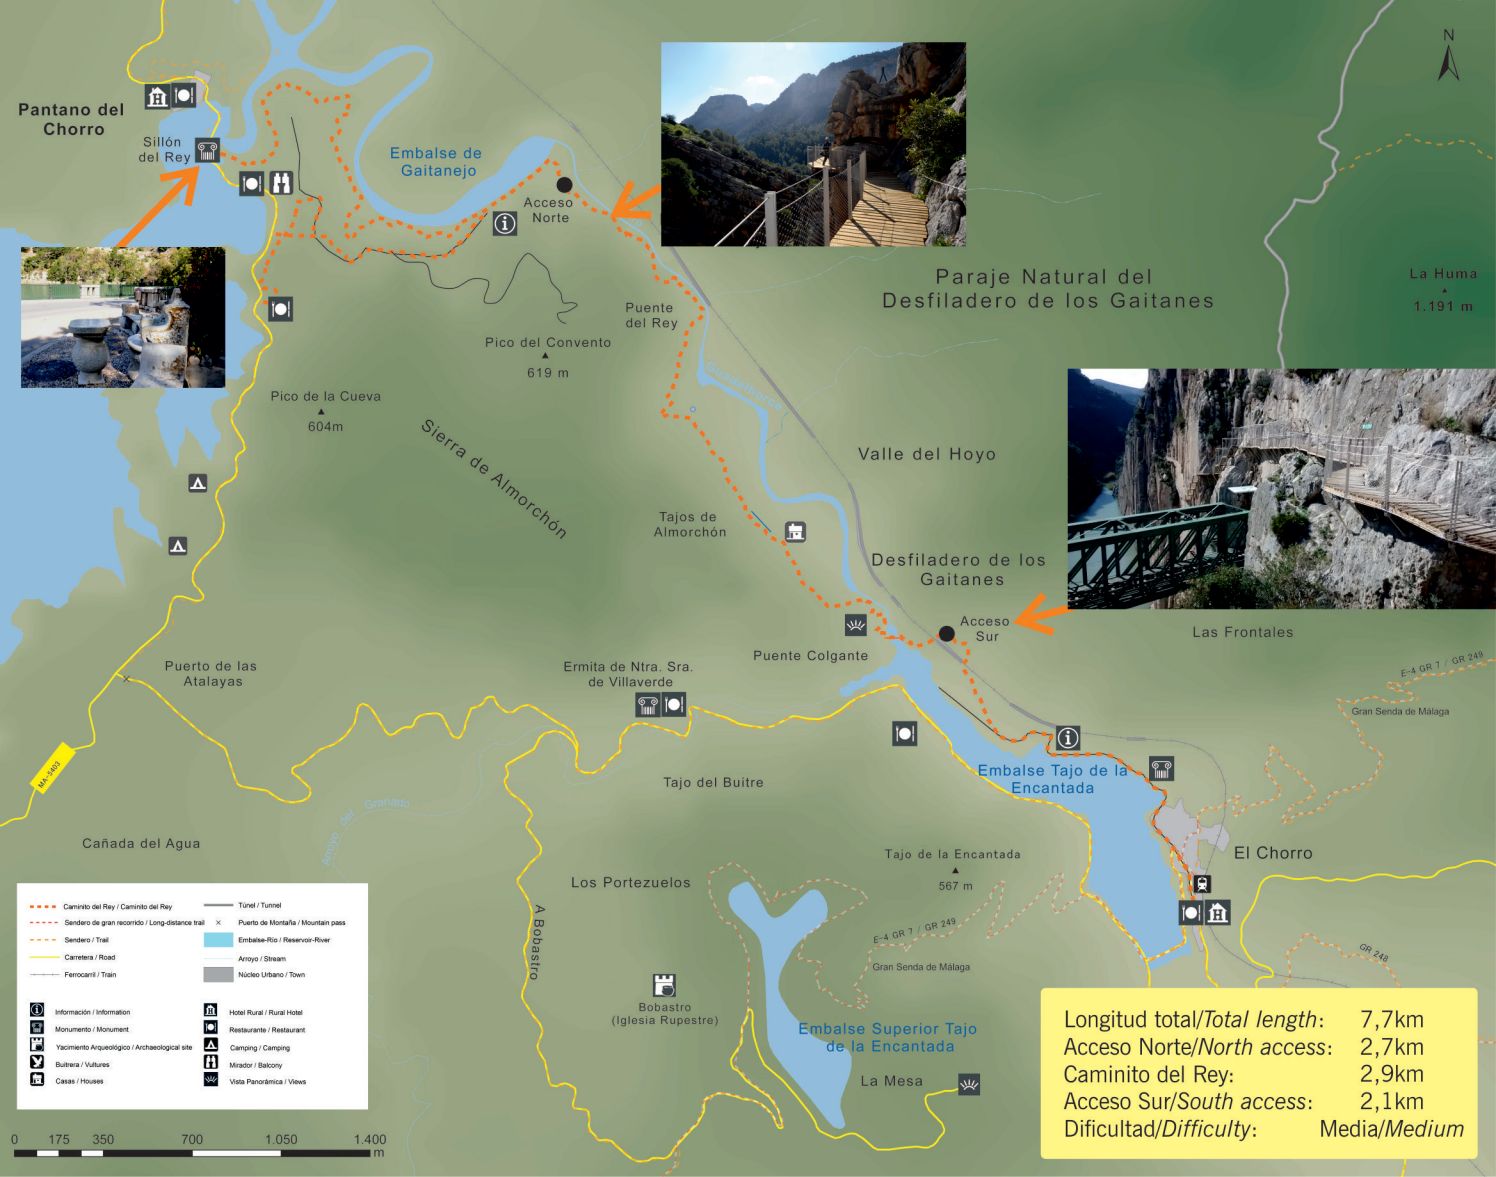 N
Pantano del
Chorro
Sillón
del Rey
Embalse de
Gaitanejo
Acceso
Norte
Paraje Natural del
Desfiladero de los Gaitanes
La Huma
1.191 m
Puente
del Rey
Pico del Convento
619 m
Guadalhorce
Pico de la Cueva
604m
Sierra de Almorchón
Valle del Hoyo
Tajos de
Almorchón
Desfiladero de los
Gaitanes
Acceso
Sur
Las Frontales
Puente Colgante
E-4 GR 7 / GR 249
Gran Senda de Málaga
Puerto de las
Atalayas
Ermita de Ntra. Sra.
de Villaverde
MA-5403
Embalse Tajo de la
Encantada
Tajo del Buitre
Arroyo del Granado
Cañada del Agua
El Chorro
Tajo de la Encantada
567 m
Los Portezuelos
A Bobastro
E-4 GR 7 / GR 249
Gran Senda de Málaga
GR 248
Bobastro
(Iglesia Rupestre)
Embalse Superior Tajo
de la Encantada
La Mesa
Caminito del Rey / Caminito del Rey
Sendero de gran recorrido / Long-distance trail
Sendero / Trail
Carretera / Road
Ferrocarril / Train
Túnel / Tunnel
Puerto de Montaña / Mountain pass
Embalse-Río / Reservoir-River
Arroyo / Stream
Núcleo Urbano / Town
Información / Information
Monumento / Monument
Yacimiento Arqueológico / Archaeological site
Buitrera / Vultures
Casas / Houses
Hotel Rural / Rural Hotel
Restaurante / Restaurant
Camping / Camping
Mirador / Balcony
Vista Panorámica / Views
0 175 350 700 1.050 1.400
m
Longitud total/Total length: 7,7km
Acceso Norte/North access: 2,7km
Caminito del Rey: 2,9km
Acceso Sur/South access: 2,1km
Dificultad/Difficulty: Media/Medium